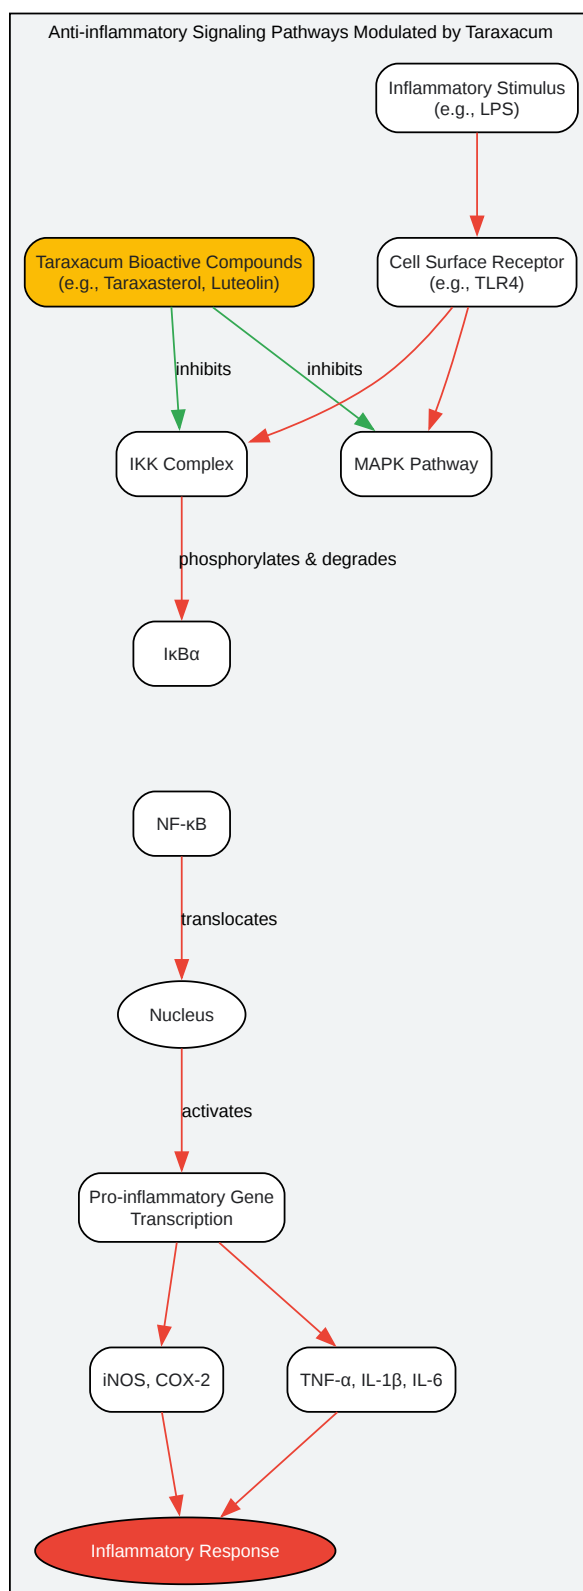 Anti-inflammatory Signaling Pathways Modulated by Taraxacum
Inflammatory Stimulus
(e.g., LPS)
Taraxacum Bioactive Compounds
(e.g., Taraxasterol, Luteolin)
Cell Surface Receptor
(e.g., TLR4)
inhibits
inhibits
IKK Complex
MAPK Pathway
phosphorylates & degrades
IκBα
NF-κB
translocates
Nucleus
activates
Pro-inflammatory Gene
Transcription
iNOS, COX-2
TNF-α, IL-1β, IL-6
Inflammatory Response